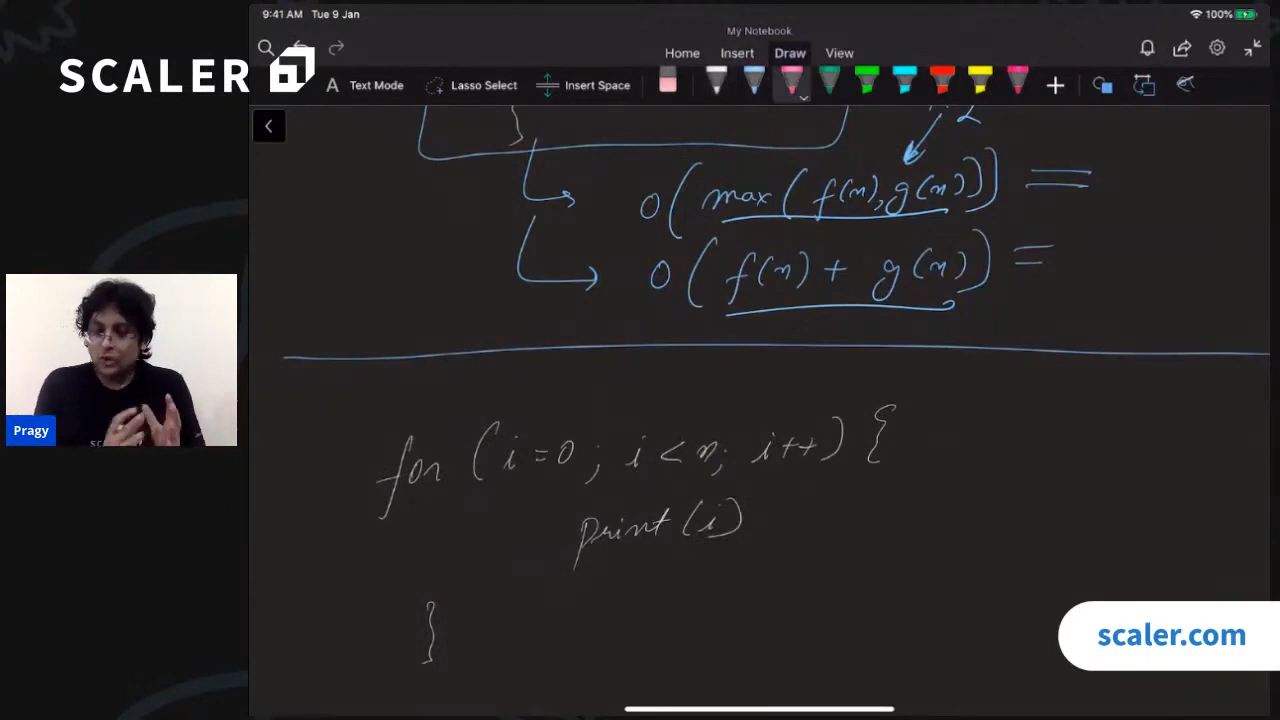 9:41 AM Tue 9 Jan
100%
My Notebook
SCALER
Home Insert Draw View
A Text Mode Lasso Select Insert Space
2
O(max(f(n), g(n))) =
O(f(n) + g(n)) =
for (i=0; i<n; i++) {
print(i)
}
Pragy
scaler.com